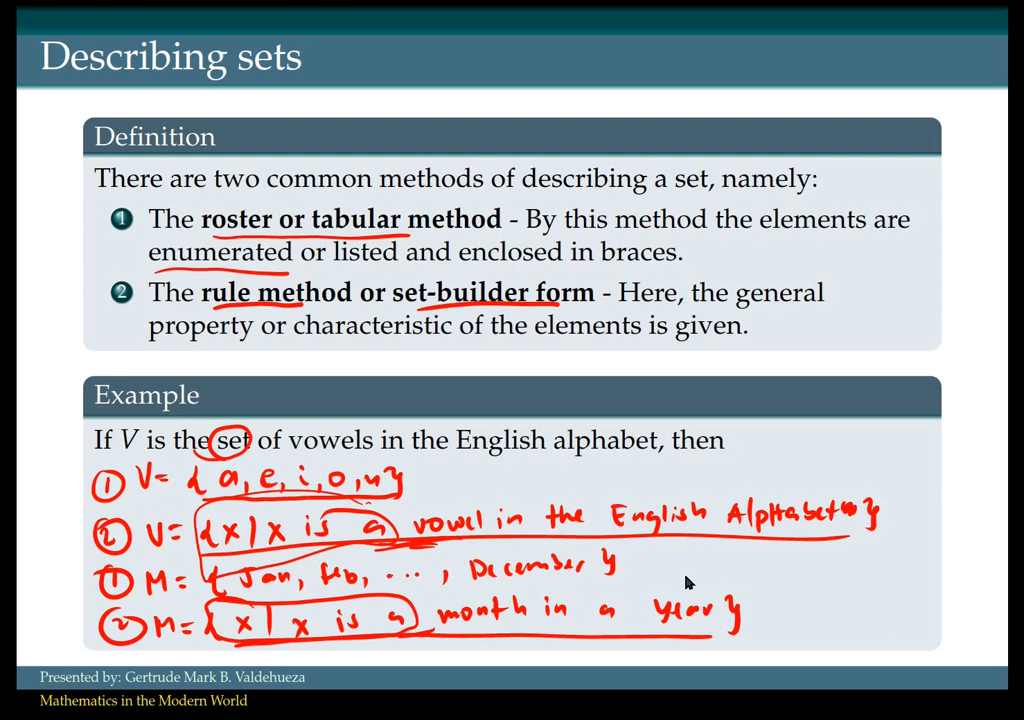 Describing sets
Definition
There are two common methods of describing a set, namely:
1 The roster or tabular method - By this method the elements are
enumerated or listed and enclosed in braces.
2 The rule method or set-builder form - Here, the general
property or characteristic of the elements is given.
Example
If V is the set of vowels in the English alphabet, then
① V = { a, e, i, o, u }
② V = { x | x is a vowel in the English Alphabet }
① M = { Jan, Feb, ..., December }
② M = { x | x is a month in a year }
Presented by: Gertrude Mark B. Valdehueza
Mathematics in the Modern World